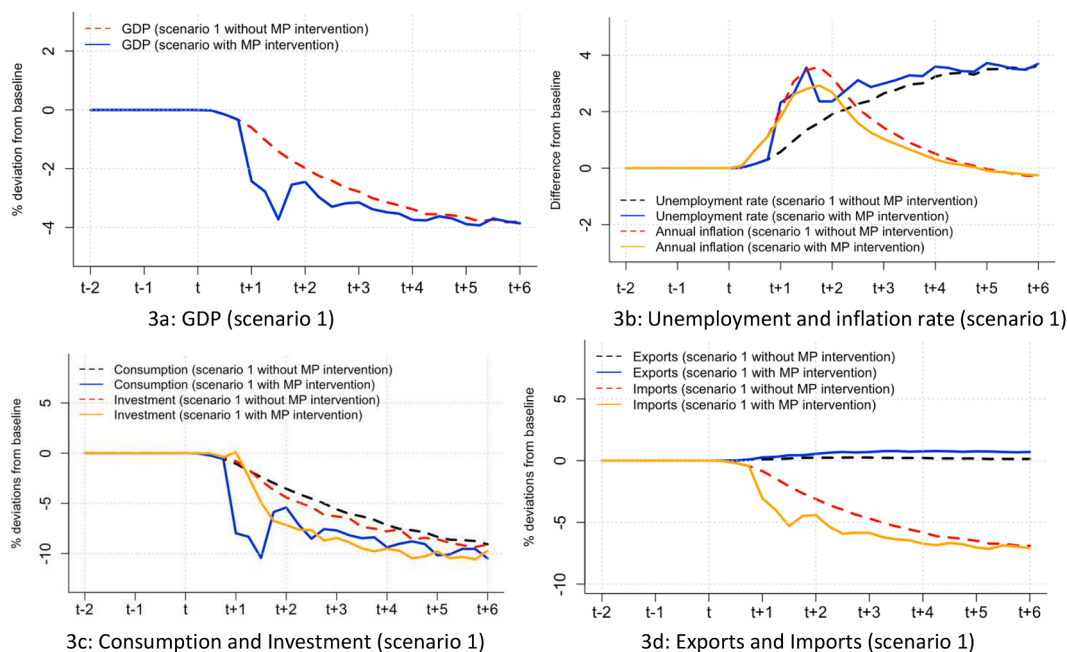 GDP (scenario 1 without MP intervention)
GDP (scenario with MP intervention)
% deviation from baseline
2
0
-2
-4
t-2 t-1 t t+1 t+2 t+3 t+4 t+5 t+6
3a: GDP (scenario 1)
Difference from baseline
4
2
0
-2
Unemployment rate (scenario 1 without MP intervention)
Unemployment rate (scenario with MP intervention)
Annual inflation (scenario 1 without MP intervention)
Annual inflation (scenario with MP intervention)
t-2 t-1 t t+1 t+2 t+3 t+4 t+5 t+6
3b: Unemployment and inflation rate (scenario 1)
Consumption (scenario 1 without MP intervention)
Consumption (scenario 1 with MP intervention)
Investment (scenario 1 without MP intervention)
Investment (scenario 1 with MP intervention)
% deviations from baseline
5
0
-5
-10
t-2 t-1 t t+1 t+2 t+3 t+4 t+5 t+6
3c: Consumption and Investment (scenario 1)
Exports (scenario 1 without MP intervention)
Exports (scenario 1 with MP intervention)
Imports (scenario 1 without MP intervention)
Imports (scenario 1 with MP intervention)
% deviations from baseline
5
0
-5
-10
t-2 t-1 t t+1 t+2 t+3 t+4 t+5 t+6
3d: Exports and Imports (scenario 1)